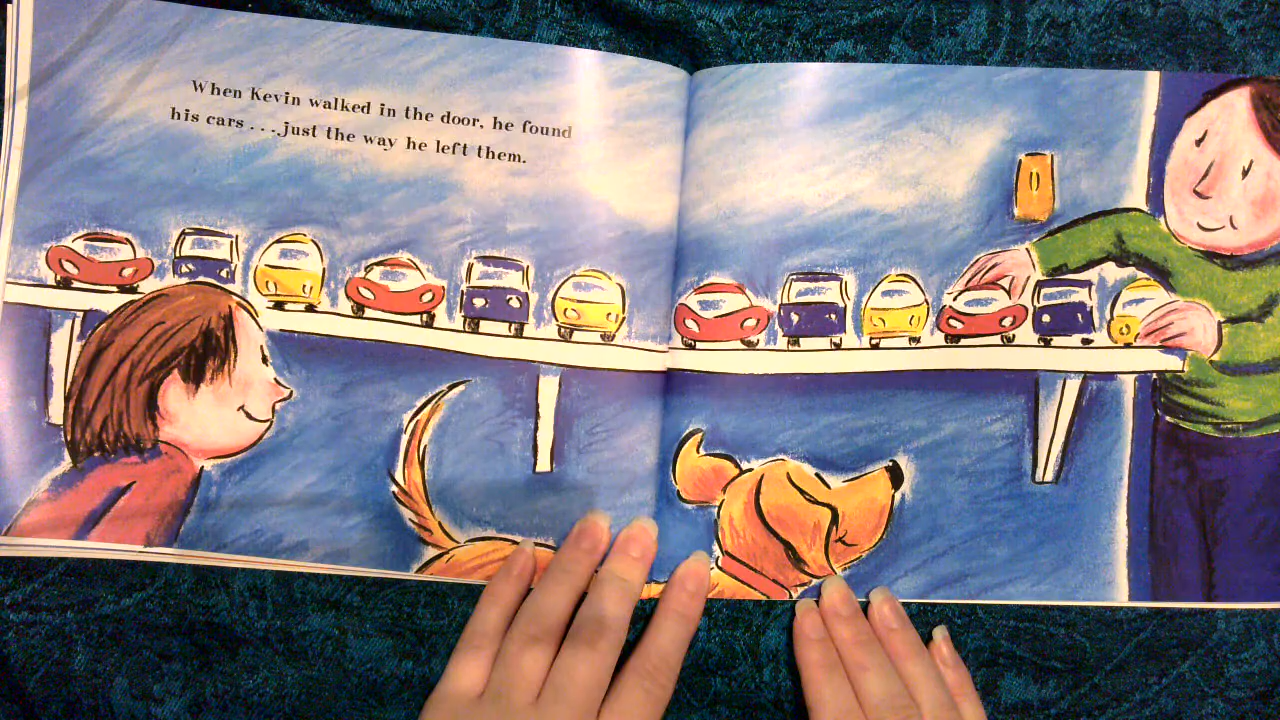 When Kevin walked in the door, he found
his cars . . . just the way he left them.